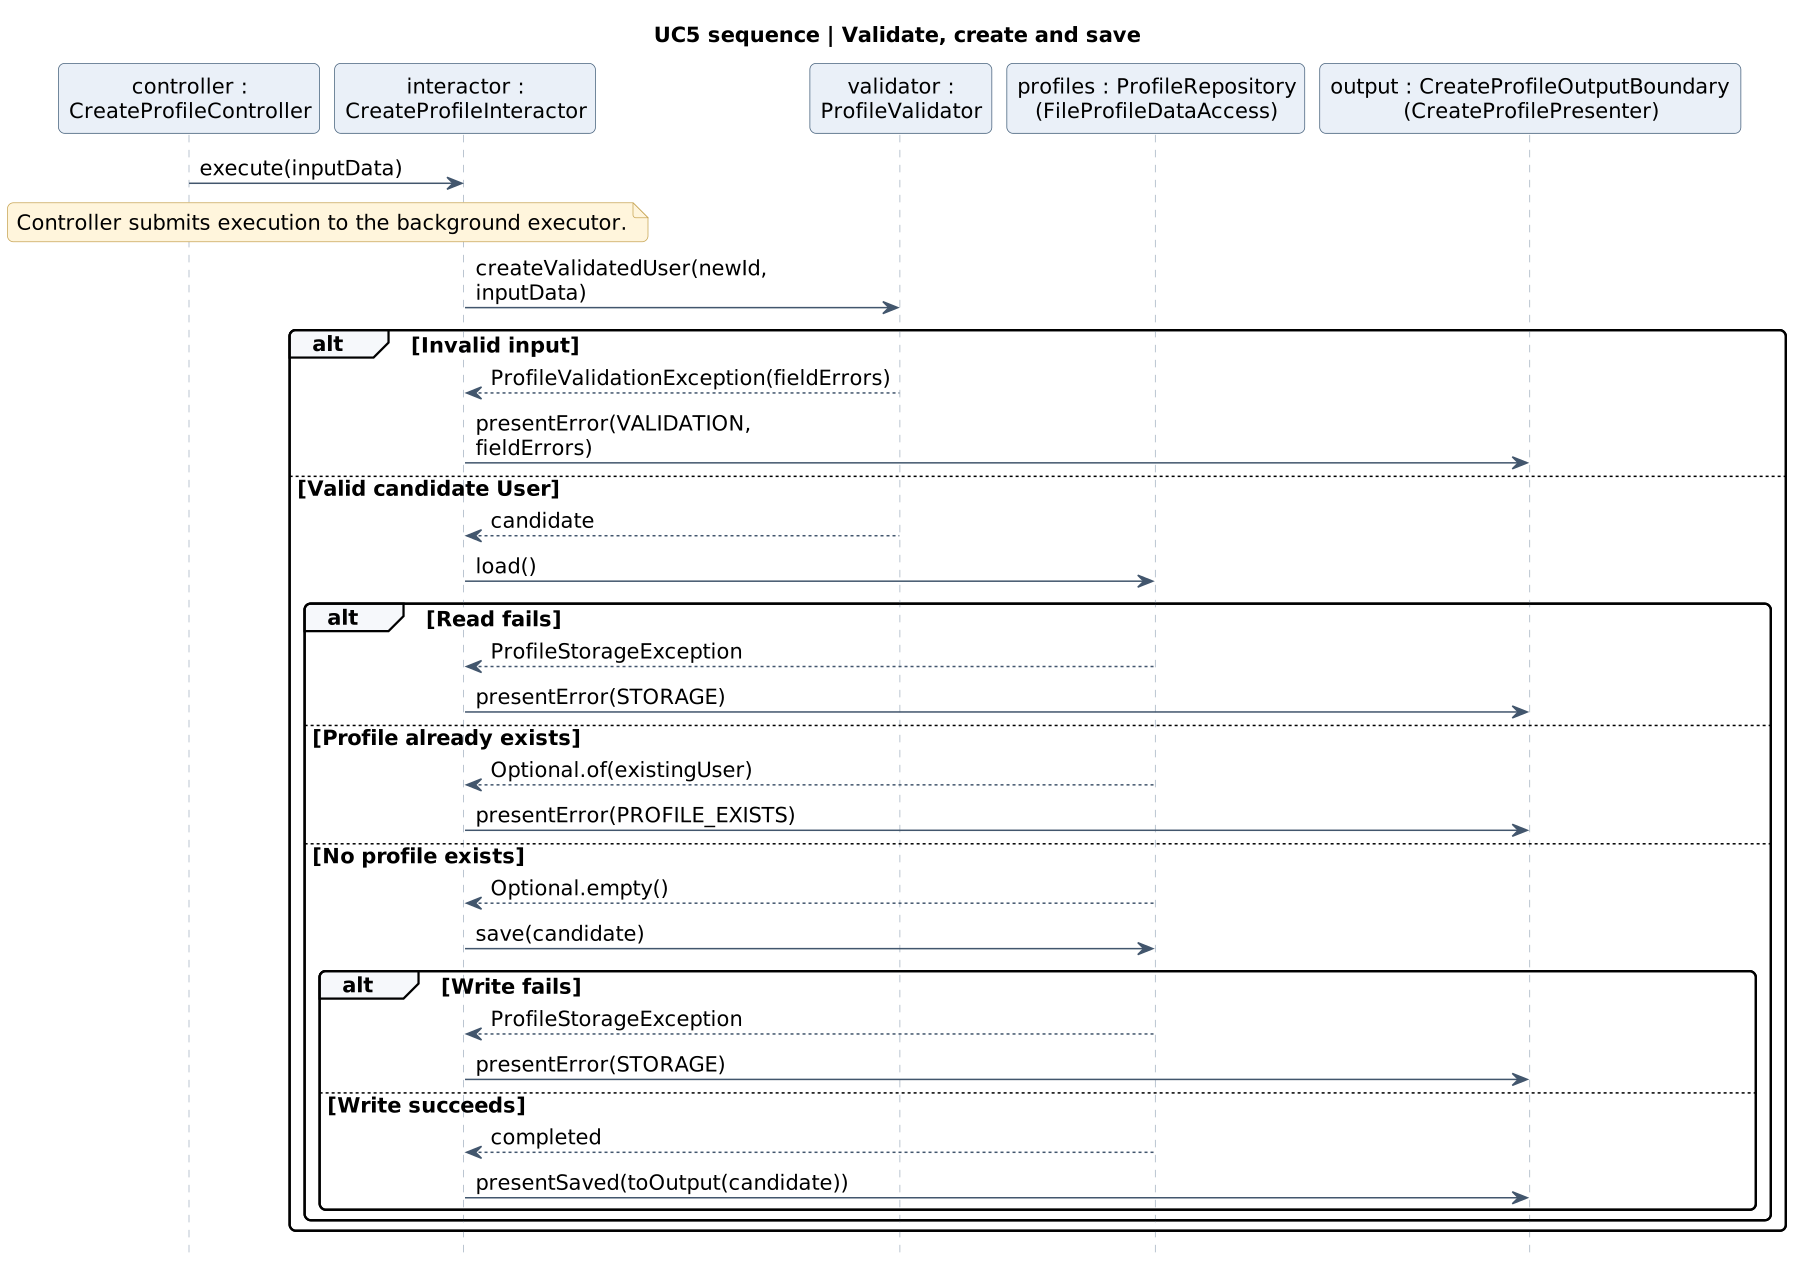 UC5 sequence | Validate, create and save
controller :
CreateProfileController
interactor :
CreateProfileInteractor
validator :
ProfileValidator
profiles : ProfileRepository
(FileProfileDataAccess)
output : CreateProfileOutputBoundary
(CreateProfilePresenter)
execute(inputData)
Controller submits execution to the background executor.
createValidatedUser(newId,
inputData)
alt
[Invalid input]
ProfileValidationException(fieldErrors)
presentError(VALIDATION,
fieldErrors)
[Valid candidate User]
candidate
load()
alt
[Read fails]
ProfileStorageException
presentError(STORAGE)
[Profile already exists]
Optional.of(existingUser)
presentError(PROFILE_EXISTS)
[No profile exists]
Optional.empty()
save(candidate)
alt
[Write fails]
ProfileStorageException
presentError(STORAGE)
[Write succeeds]
completed
presentSaved(toOutput(candidate))